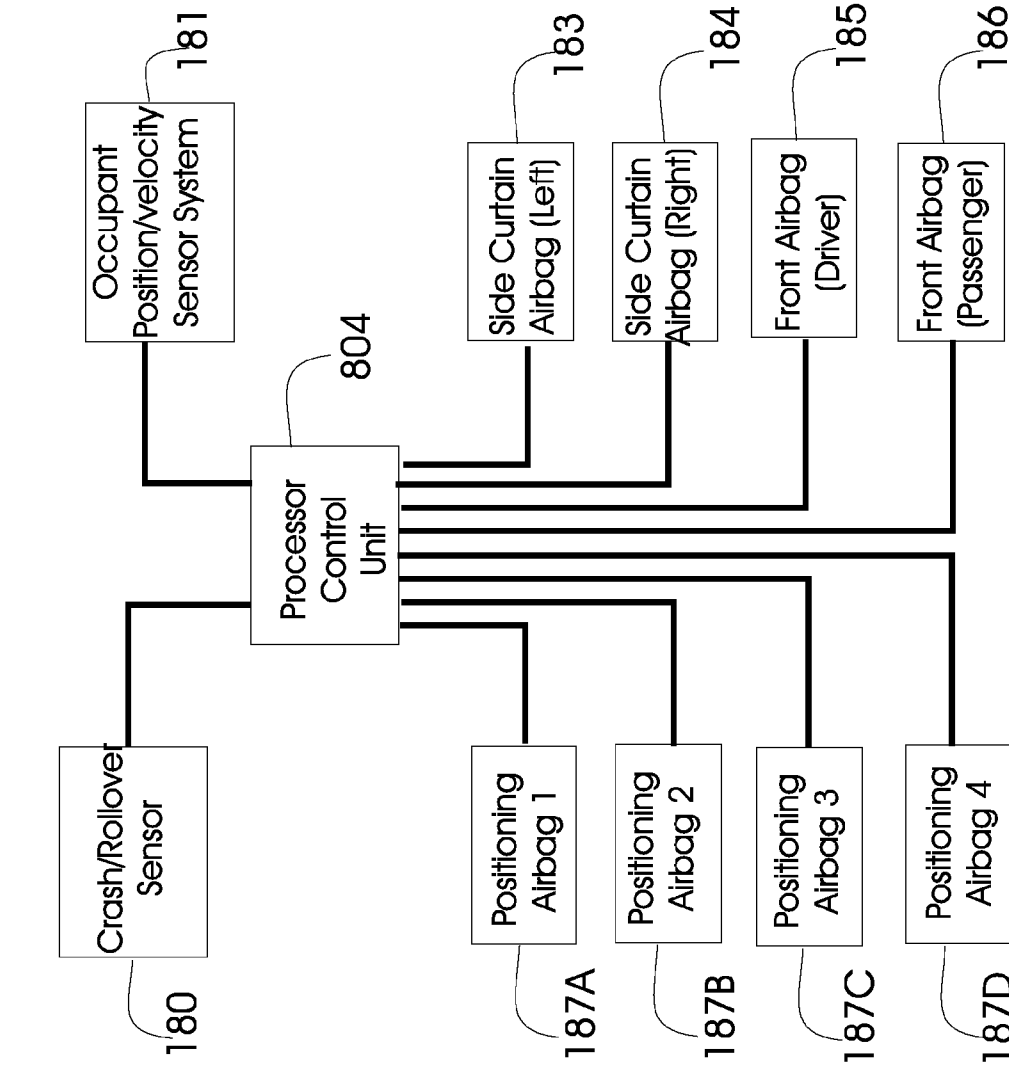 180
Crash/Rollover
Sensor
Occupant
Position/velocity
Sensor System
181
Processor
Control
Unit
804
187A
Positioning
Airbag 1
Side Curtain
Airbag (Left)
183
187B
Positioning
Airbag 2
Side Curtain
Airbag (Right)
184
187C
Positioning
Airbag 3
Front Airbag
(Driver)
185
187D
Positioning
Airbag 4
Front Airbag
(Passenger)
186